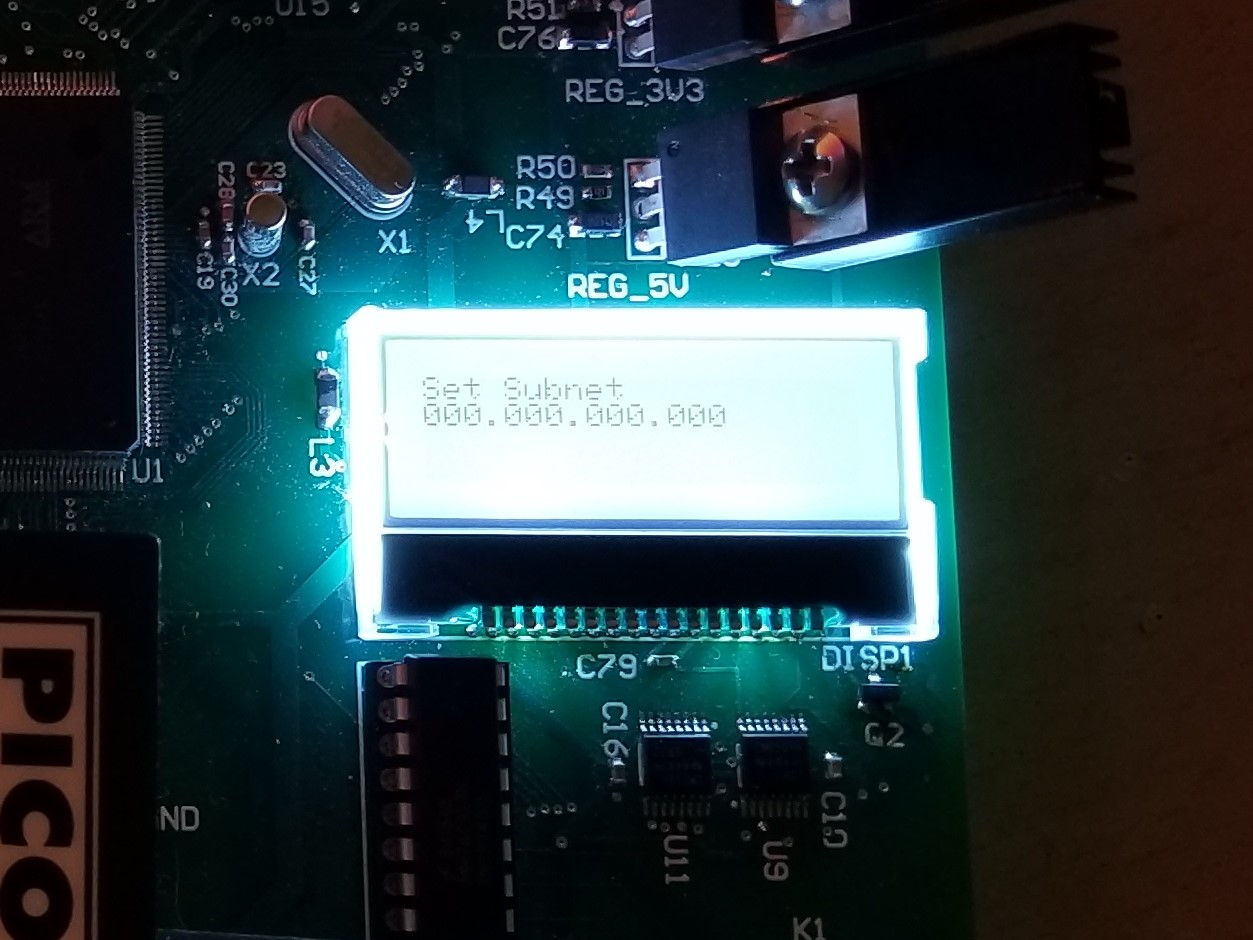 U15
R51
C76
REG_3V3
R50
R49
C74
L4
C23
C28
C19
C30
X2
C27
X1
REG_5V
Set Subnet
000.000.000.000
L3
U1
PICO
ND
C79
DISP1
C16
Q2
C10
U11
U9
K1